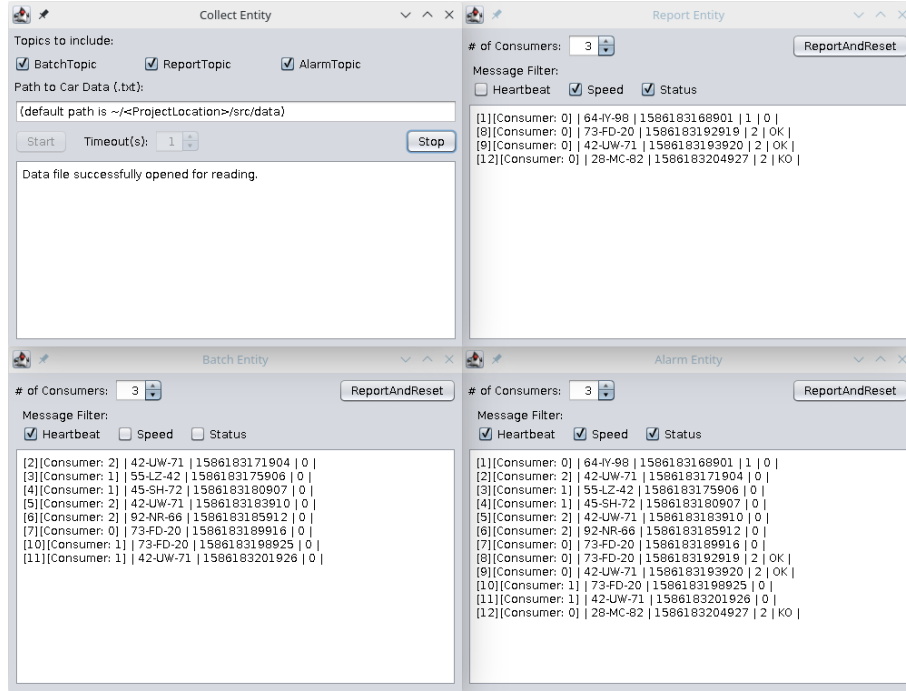 Collect Entity
Topics to include:
BatchTopic ReportTopic AlarmTopic
Path to Car Data (.txt):
(default path is ~/<ProjectLocation>/src/data)
Start Timeout(s): 1 Stop
Data file successfully opened for reading.
Report Entity
# of Consumers: 3 ReportAndReset
Message Filter:
Heartbeat Speed Status
[1][Consumer: 0] | 64-IY-98 | 1586183168901 | 1 | 0 |
[8][Consumer: 0] | 73-FD-20 | 1586183192919 | 2 | OK |
[9][Consumer: 0] | 42-UW-71 | 1586183193920 | 2 | OK |
[12][Consumer: 0] | 28-MC-82 | 1586183204927 | 2 | KO |
Batch Entity
# of Consumers: 3 ReportAndReset
Message Filter:
Heartbeat Speed Status
[2][Consumer: 2] | 42-UW-71 | 1586183171904 | 0 |
[3][Consumer: 1] | 55-LZ-42 | 1586183175906 | 0 |
[4][Consumer: 1] | 45-SH-72 | 1586183180907 | 0 |
[5][Consumer: 2] | 42-UW-71 | 1586183183910 | 0 |
[6][Consumer: 2] | 92-NR-66 | 1586183185912 | 0 |
[7][Consumer: 0] | 73-FD-20 | 1586183189916 | 0 |
[10][Consumer: 1] | 73-FD-20 | 1586183198925 | 0 |
[11][Consumer: 1] | 42-UW-71 | 1586183201926 | 0 |
Alarm Entity
# of Consumers: 3 ReportAndReset
Message Filter:
Heartbeat Speed Status
[1][Consumer: 0] | 64-IY-98 | 1586183168901 | 1 | 0 |
[2][Consumer: 2] | 42-UW-71 | 1586183171904 | 0 |
[3][Consumer: 1] | 55-LZ-42 | 1586183175906 | 0 |
[4][Consumer: 1] | 45-SH-72 | 1586183180907 | 0 |
[5][Consumer: 2] | 42-UW-71 | 1586183183910 | 0 |
[6][Consumer: 2] | 92-NR-66 | 1586183185912 | 0 |
[7][Consumer: 0] | 73-FD-20 | 1586183189916 | 0 |
[8][Consumer: 0] | 73-FD-20 | 1586183192919 | 2 | OK |
[9][Consumer: 0] | 42-UW-71 | 1586183193920 | 2 | OK |
[10][Consumer: 1] | 73-FD-20 | 1586183198925 | 0 |
[11][Consumer: 1] | 42-UW-71 | 1586183201926 | 0 |
[12][Consumer: 0] | 28-MC-82 | 1586183204927 | 2 | KO |